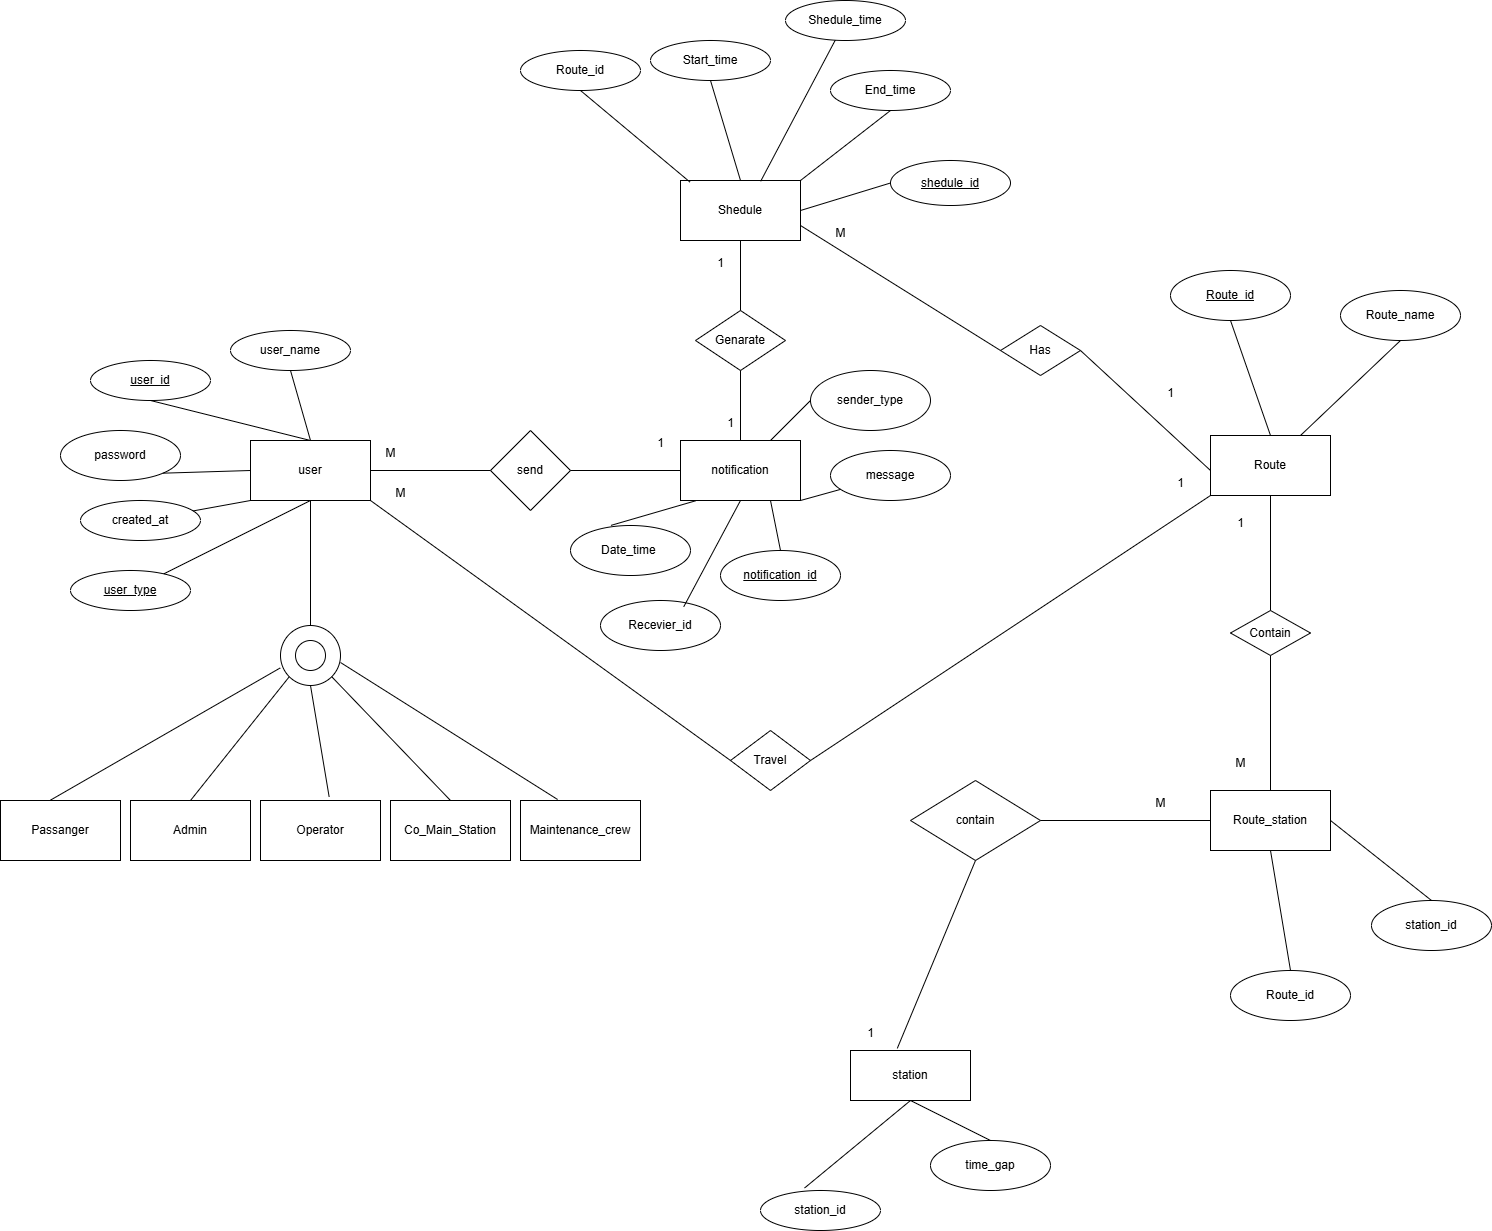 Shedule_time
Start_time
Route_id
End_time
shedule_id
Shedule
M
1
Route_id
Route_name
Genarate
Has
user_name
user_id
1
sender_type
1
1
M
password
user
send
notification
Route
message
1
M
created_at
1
Date_time
notification_id
user_type
Recevier_id
Contain
Travel
M
M
Passanger
Admin
Operator
Co_Main_Station
Maintenance_crew
contain
Route_station
station_id
Route_id
1
station
time_gap
station_id